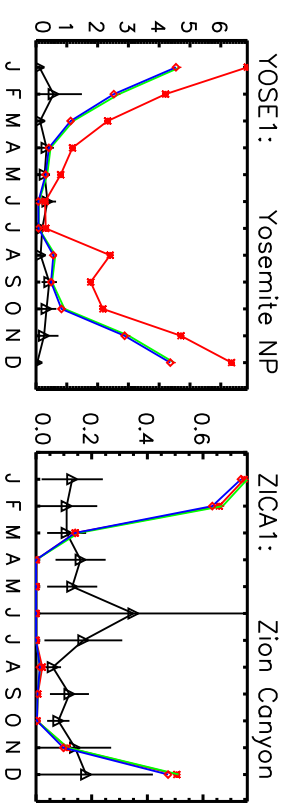 YOSE1: Yosemite NP
0 1 2 3 4 5 6
J F M A M J J A S O N D
ZICA1: Zion Canyon
0.0 0.2 0.4 0.6
J F M A M J J A S O N D